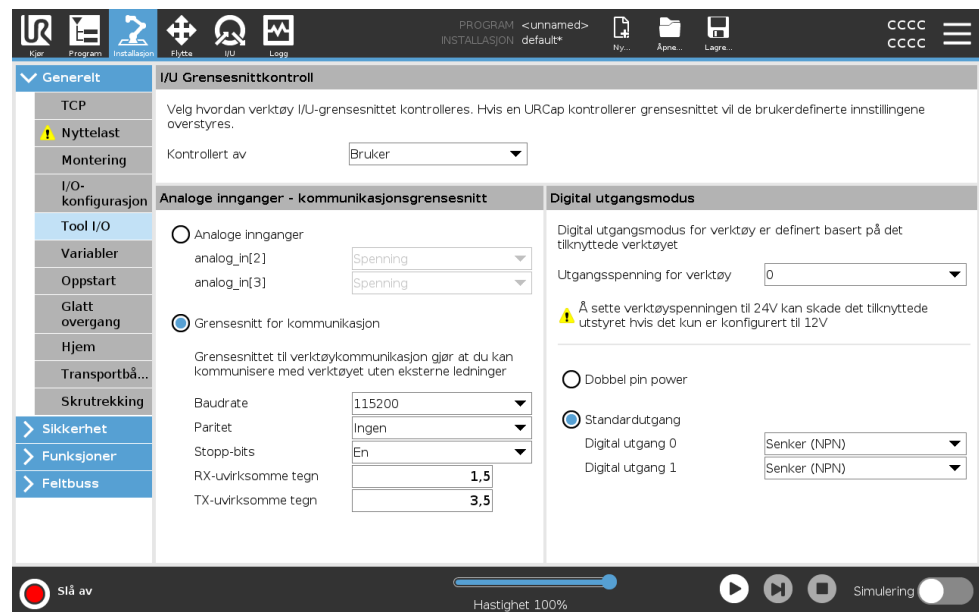 PROGRAM <unnamed>
INSTALLASJON default*
CCCC
CCCC
UR
Kjør
Program
Installasjon
Flytte
I/U
Logg
Ny...
Åpne...
Lagre...
Generelt
TCP
Nyttelast
Montering
I/O-
konfigurasjon
Tool I/O
Variabler
Oppstart
Glatt
overgang
Hjem
Transportbå...
Skrutrekking
Sikkerhet
Funksjoner
Feltbuss
I/U Grensesnittkontroll
Velg hvordan verktøy I/U-grensesnittet kontrolleres. Hvis en URCap kontrollerer grensesnittet vil de brukerdefinerte innstillingene
overstyres.
Kontrollert av Bruker
Analoge innganger - kommunikasjonsgrensesnitt
Analoge innganger
analog_in[2] Spenning
analog_in[3] Spenning
Grensesnitt for kommunikasjon
Grensesnittet til verktøykommunikasjon gjør at du kan
kommunisere med verktøyet uten eksterne ledninger
Baudrate 115200
Paritet Ingen
Stopp-bits En
RX-uvirksomme tegn 1,5
TX-uvirksomme tegn 3,5
Digital utgangsmodus
Digital utgangsmodus for verktøy er definert basert på det
tilknyttede verktøyet
Utgangsspenning for verktøy 0
Å sette verktøyspenningen til 24V kan skade det tilknyttede
utstyret hvis det kun er konfigurert til 12V
Dobbel pin power
Standardutgang
Digital utgang 0 Senker (NPN)
Digital utgang 1 Senker (NPN)
Slå av
Hastighet 100%
Simulering